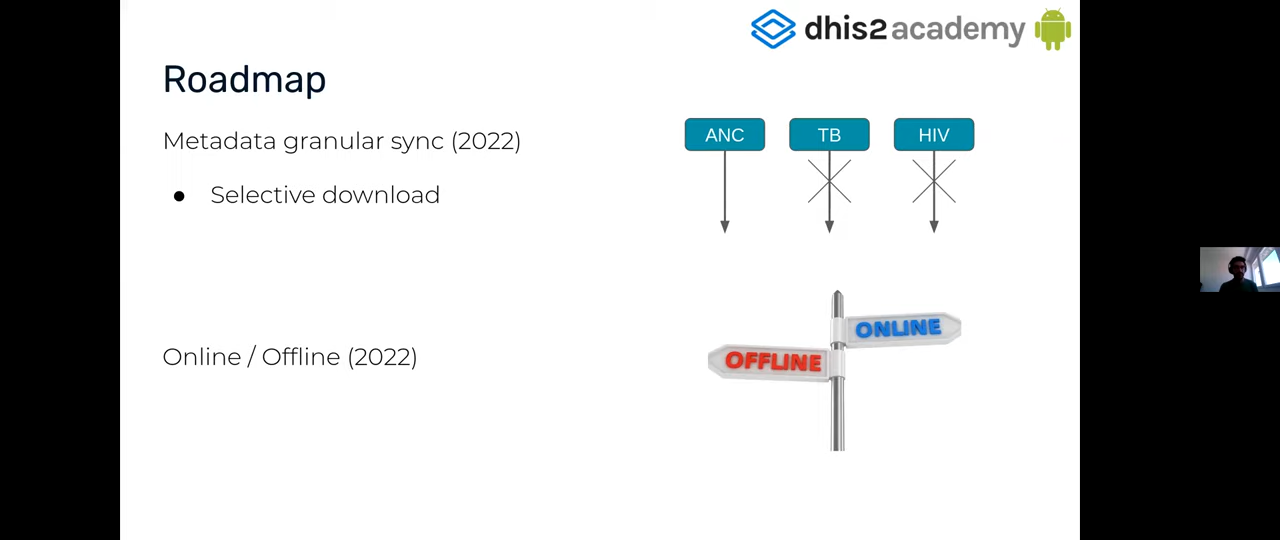 dhis2 academy
Roadmap
Metadata granular sync (2022)
● Selective download
ANC
TB
HIV
ONLINE
OFFLINE
Online / Offline (2022)